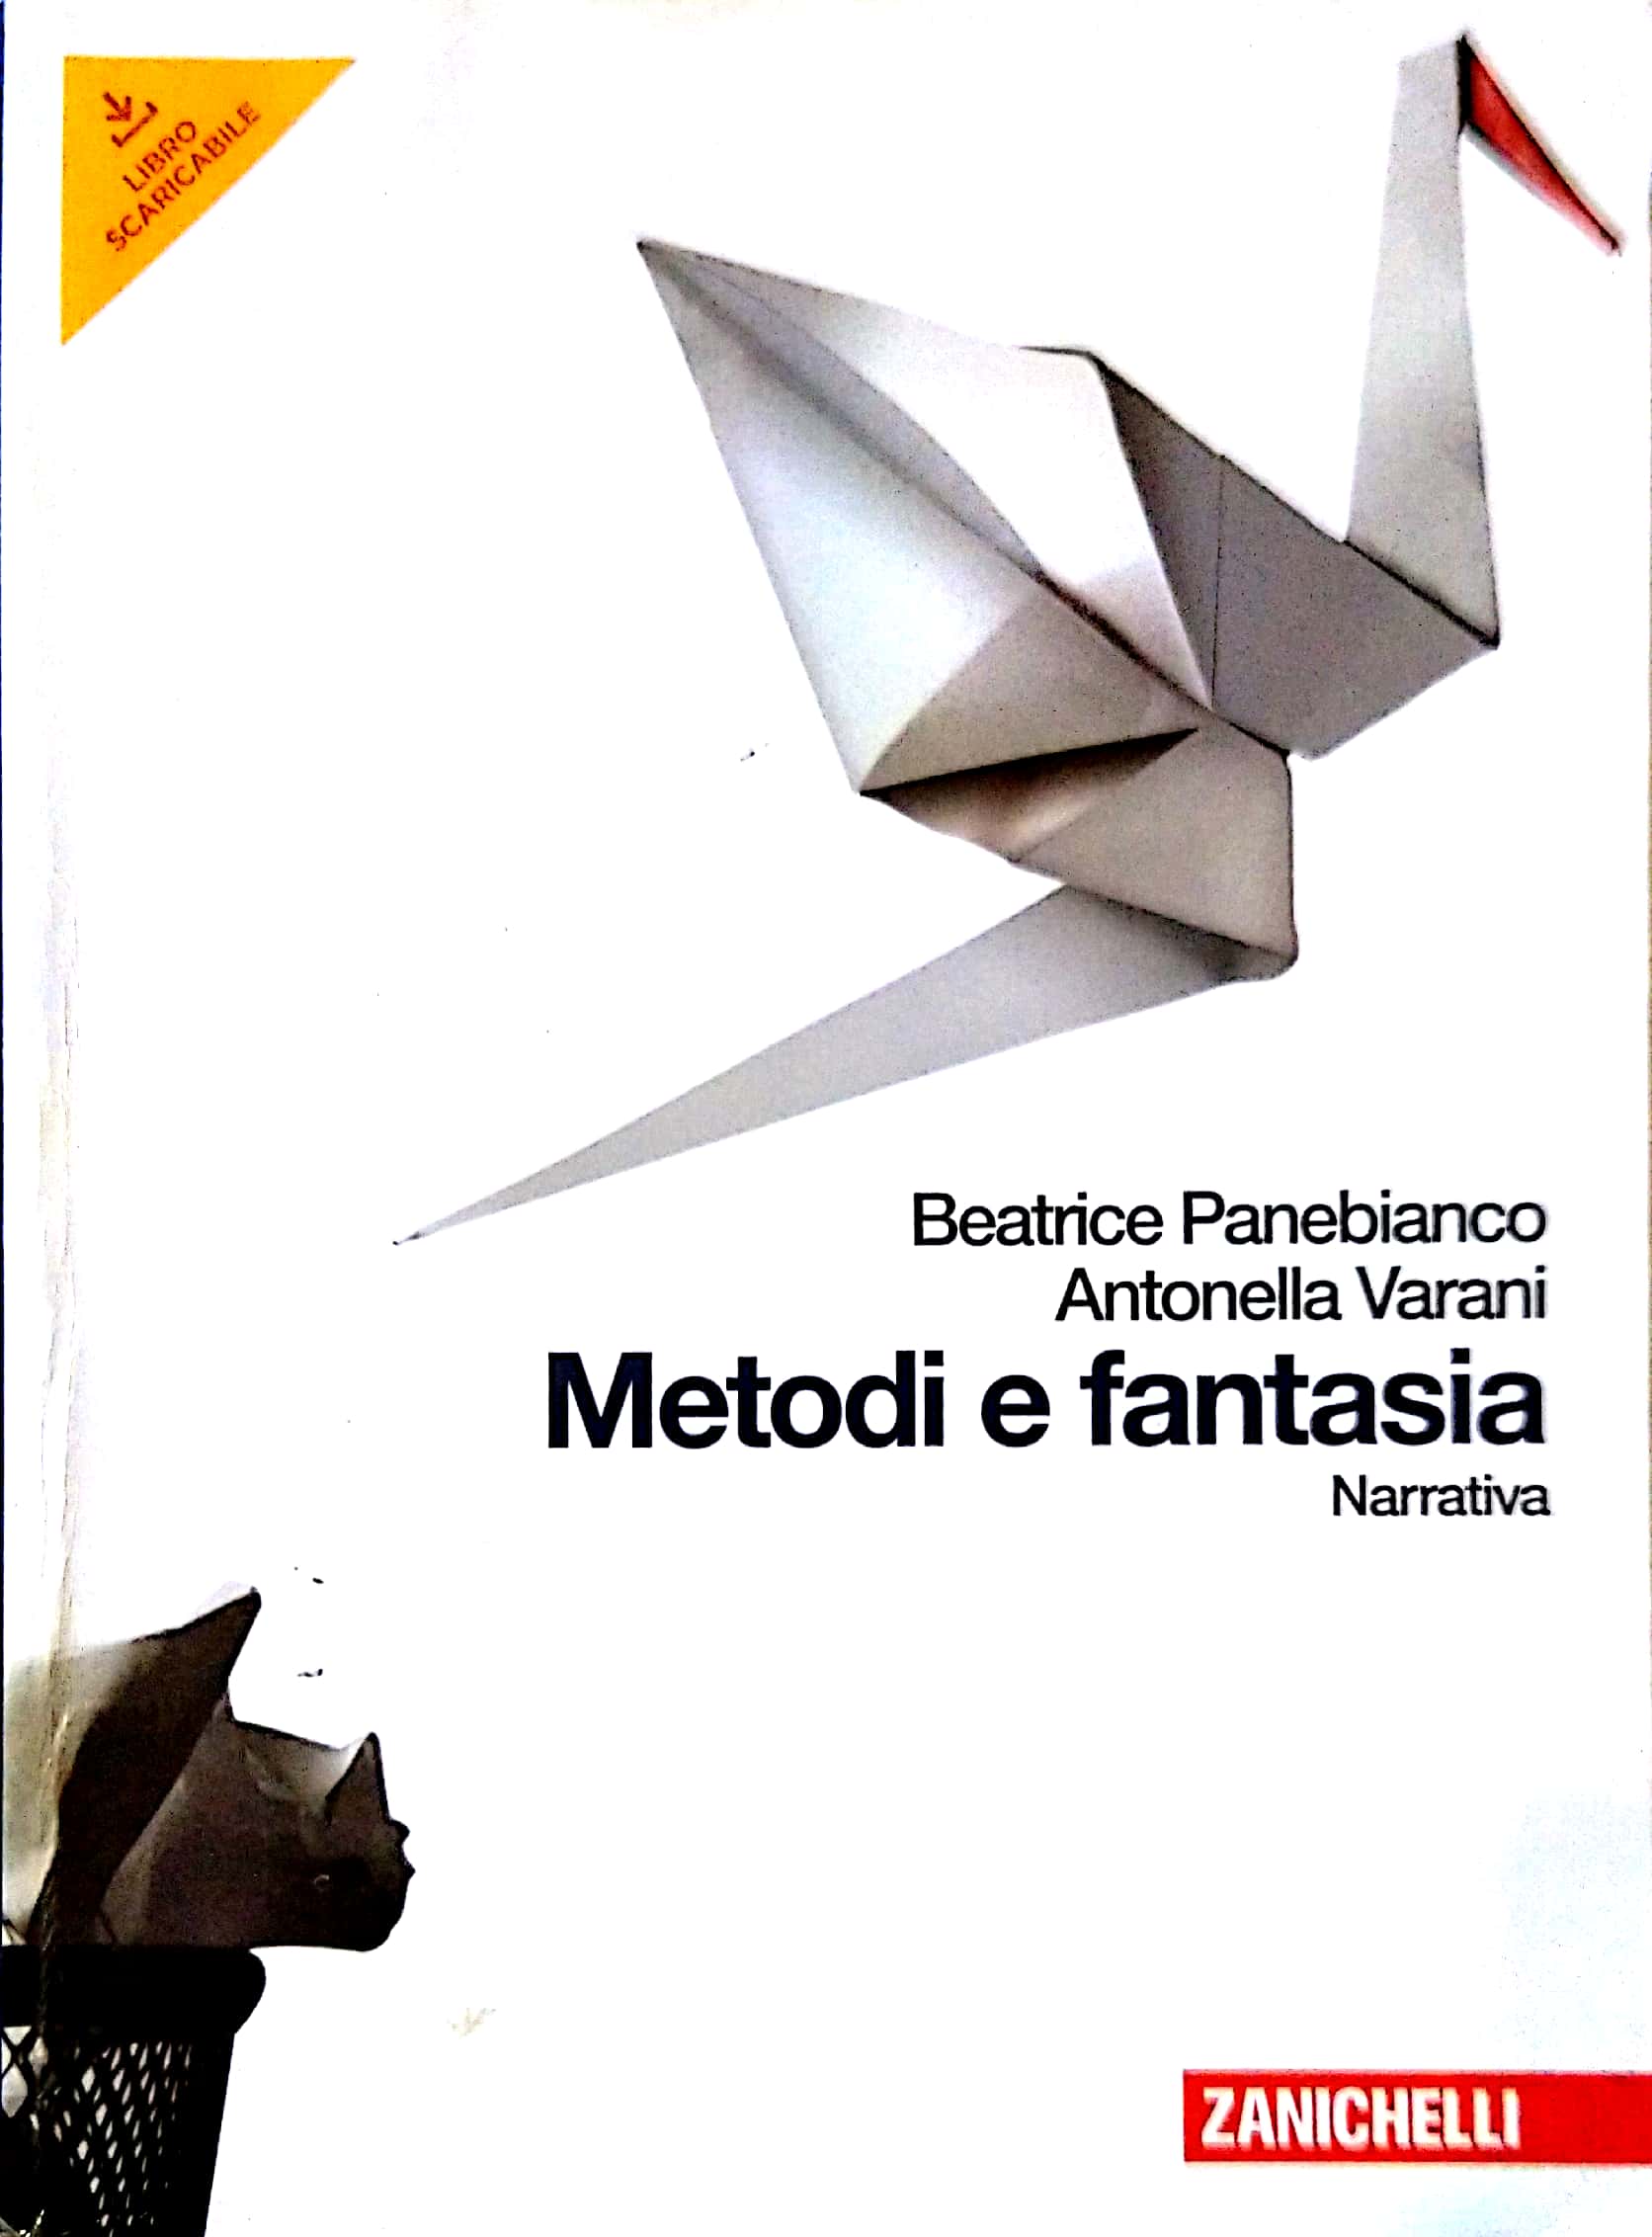 LIBRO
SCARICABILE
Beatrice Panebianco
Antonella Varani
Metodi e fantasia
Narrativa
ZANICHELLI